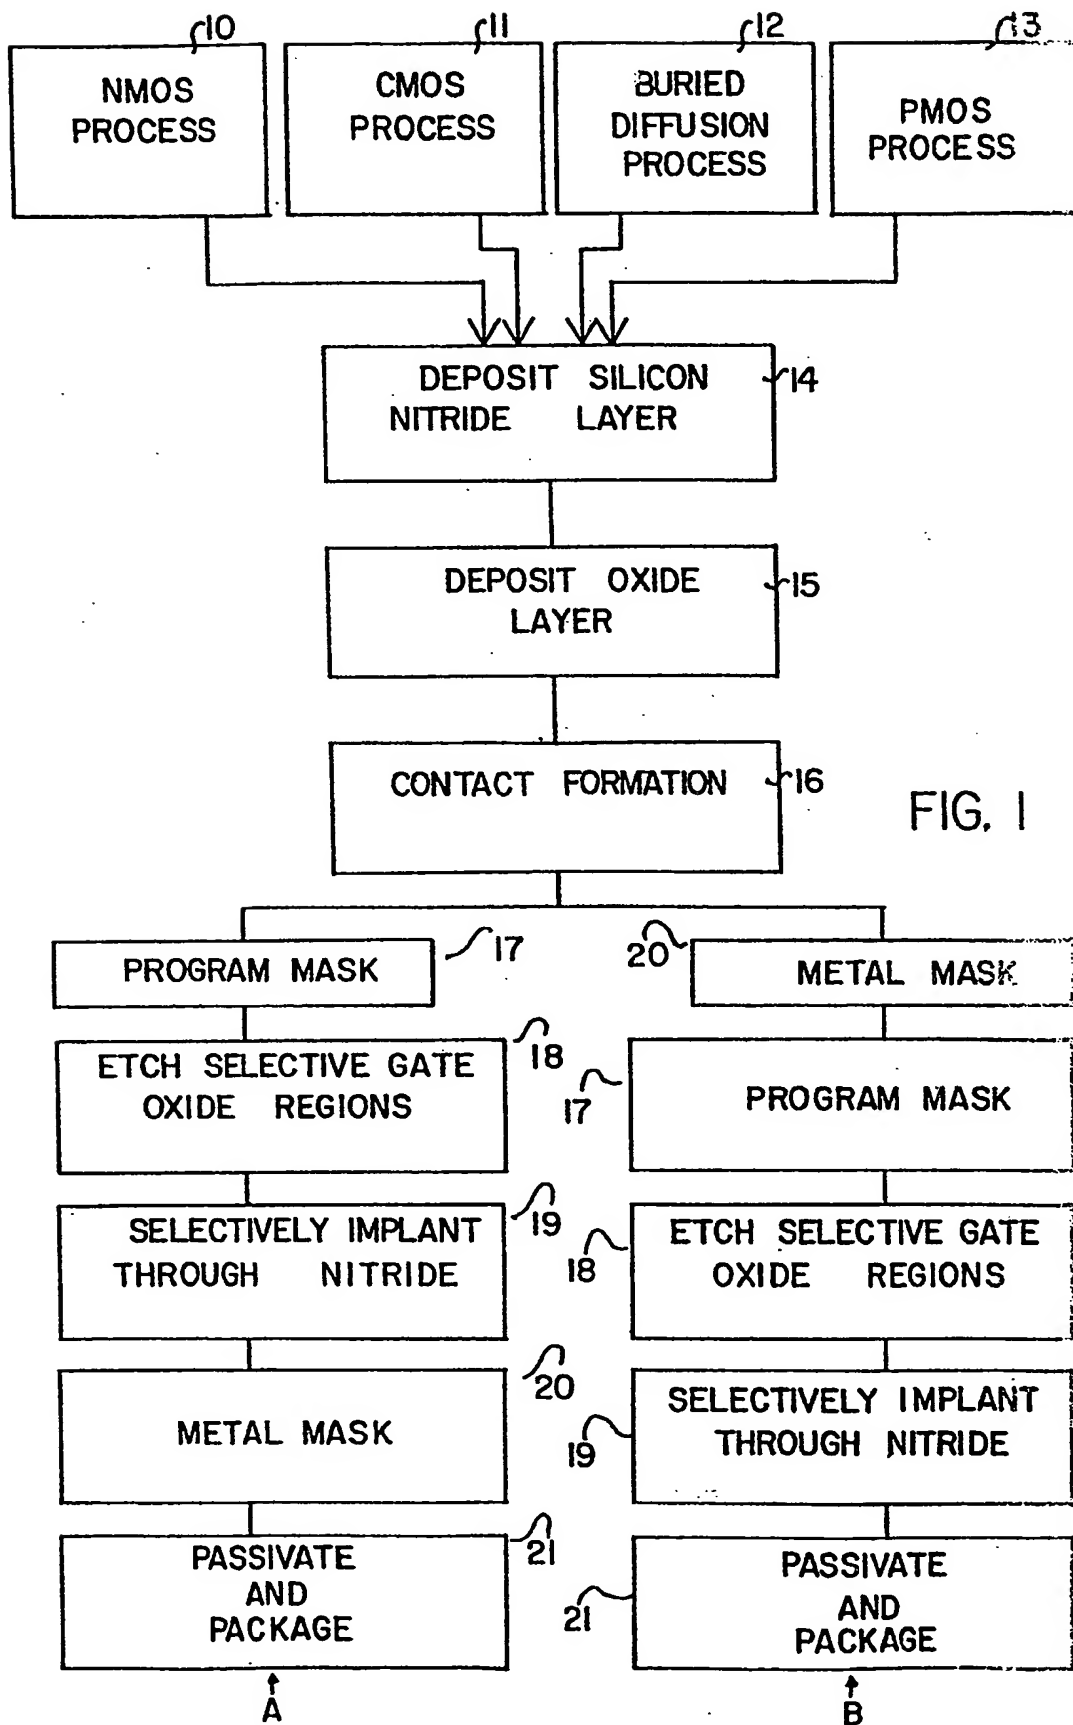 10
11
12
13
NMOS
PROCESS
CMOS
PROCESS
BURIED
DIFFUSION
PROCESS
PMOS
PROCESS
DEPOSIT SILICON
NITRIDE LAYER
14
DEPOSIT OXIDE
LAYER
15
CONTACT FORMATION
16
FIG. 1
PROGRAM MASK
17
ETCH SELECTIVE GATE
OXIDE REGIONS
18
SELECTIVELY IMPLANT
THROUGH NITRIDE
19
METAL MASK
20
PASSIVATE
AND
PACKAGE
21
A
20
METAL MASK
17
PROGRAM MASK
18
ETCH SELECTIVE GATE
OXIDE REGIONS
19
SELECTIVELY IMPLANT
THROUGH NITRIDE
21
PASSIVATE
AND
PACKAGE
B